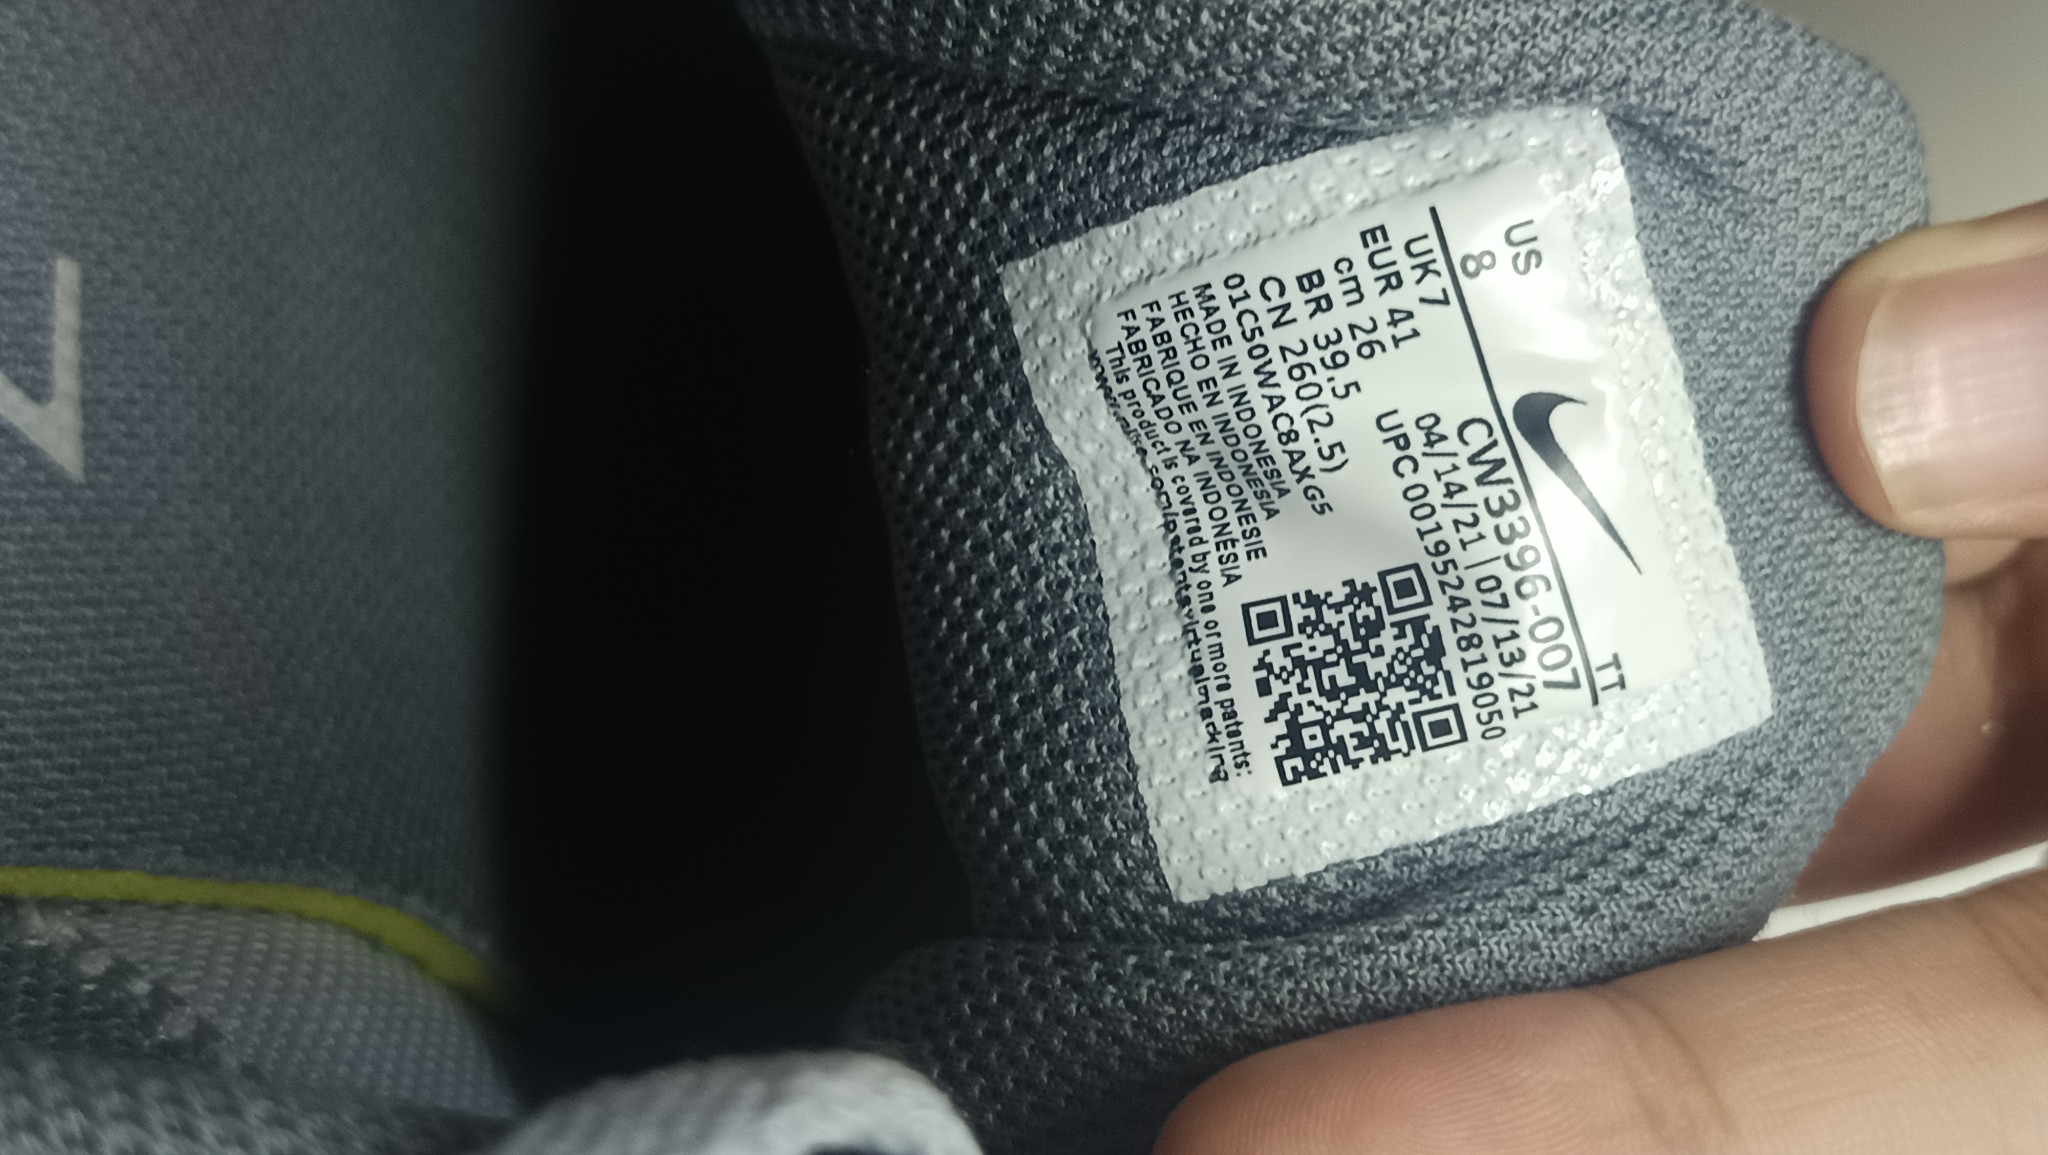 US
8
TT
UK 7
CW3396-007
EUR 41
04/14/21 | 07/13/21
cm 26
UPC 00195242819050
BR 39.5
CN 260(2.5)
01C50WAC8AXG5
MADE IN INDONESIA
HECHO EN INDONESIA
FABRIQUE EN INDONESIE
FABRICADO NA INDONÉSIA
This product is covered by one or more patents: